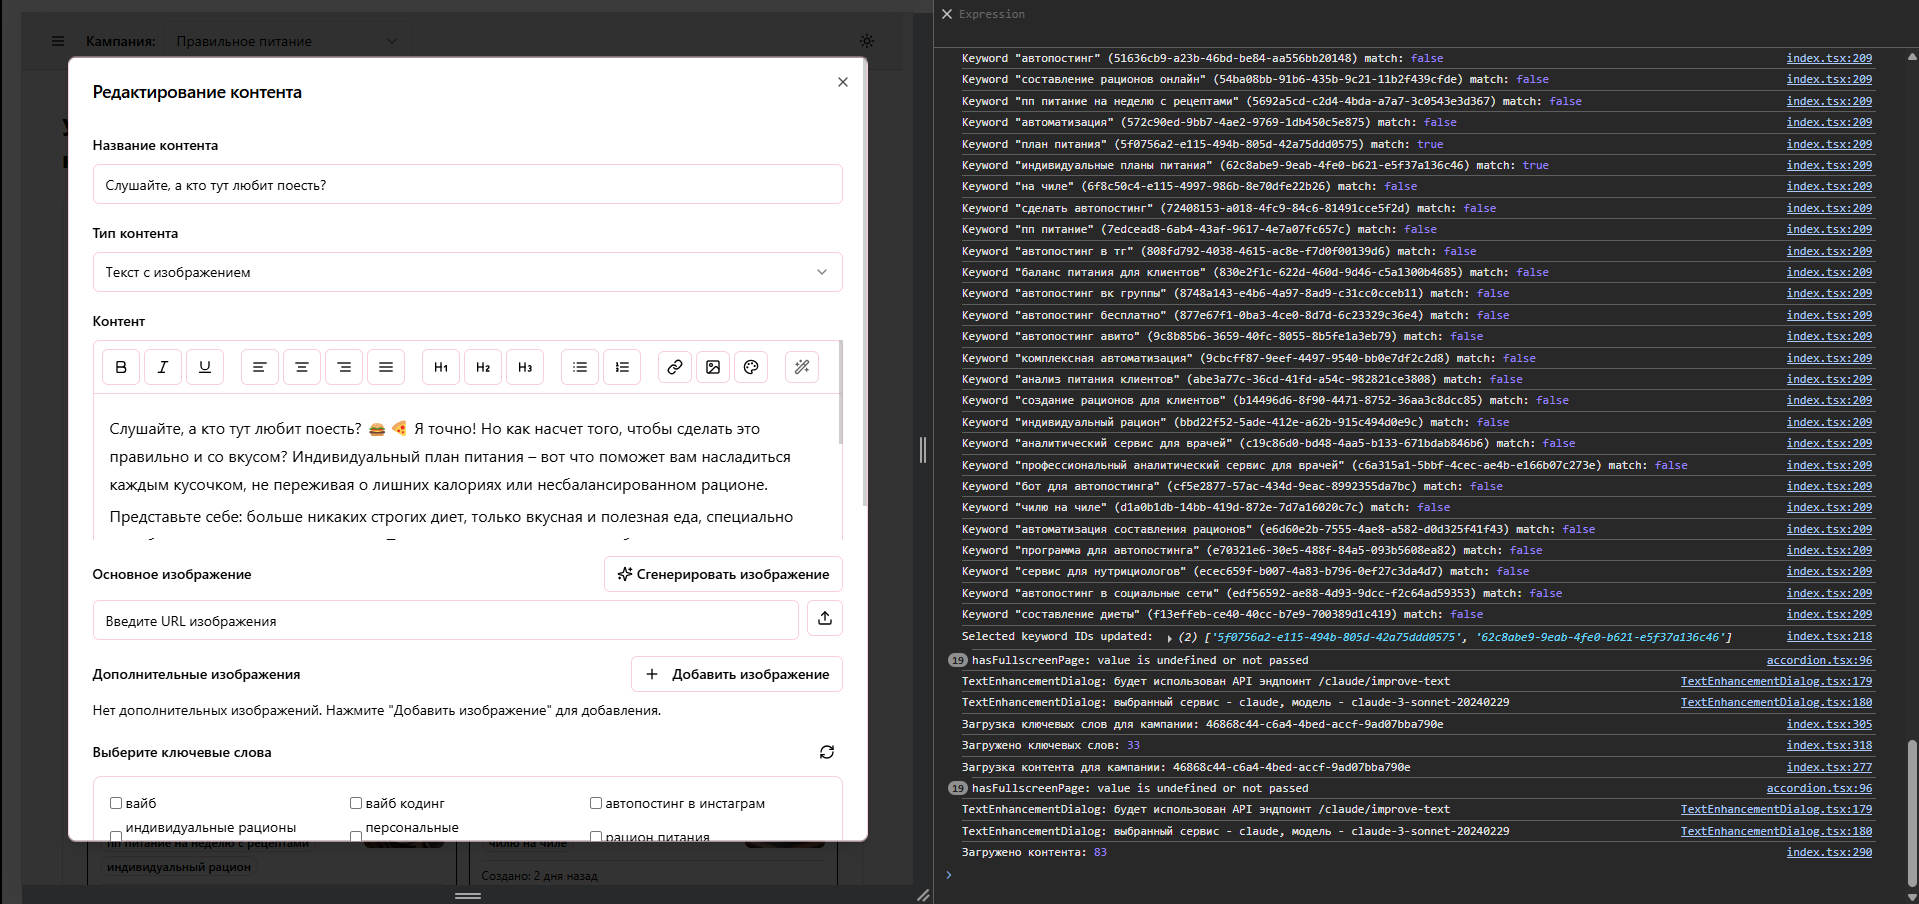 Кампания:
Правильное питание
Редактирование контента
Название контента
Слушайте, а кто тут любит поесть?
Тип контента
Текст с изображением
Контент
B I U H1 H2 H3
Слушайте, а кто тут любит поесть? 🍔 🍕 Я точно! Но как насчет того, чтобы сделать это
правильно и со вкусом? Индивидуальный план питания – вот что поможет вам насладиться
каждым кусочком, не переживая о лишних калориях или несбалансированном рационе.
Представьте себе: больше никаких строгих диет, только вкусная и полезная еда, специально
Основное изображение
Сгенерировать изображение
Введите URL изображения
Дополнительные изображения
Добавить изображение
Нет дополнительных изображений. Нажмите "Добавить изображение" для добавления.
Выберите ключевые слова
вайб
вайб кодинг
автопостинг в инстаграм
индивидуальные рационы
персональные
рацион питания
пп питание на неделю с рецептами
чилю на чиле
индивидуальный рацион
Создано: 2 дня назад
Expression
Keyword "автопостинг" (51636cb9-a23b-46bd-be84-aa556bb20148) match: false index.tsx:209
Keyword "составление рационов онлайн" (54ba08bb-91b6-435b-9c21-11b2f439cfde) match: false index.tsx:209
Keyword "пп питание на неделю с рецептами" (5692a5cd-c2d4-4bda-a7a7-3c0543e3d367) match: false index.tsx:209
Keyword "автоматизация" (572c90ed-9bb7-4ae2-9769-1db450c5e875) match: false index.tsx:209
Keyword "план питания" (5f0756a2-e115-494b-805d-42a75ddd0575) match: true index.tsx:209
Keyword "индивидуальные планы питания" (62c8abe9-9eab-4fe0-b621-e5f37a136c46) match: true index.tsx:209
Keyword "на чиле" (6f8c50c4-e115-4997-986b-8e70dfe22b26) match: false index.tsx:209
Keyword "сделать автопостинг" (72408153-a018-4fc9-84c6-81491cce5f2d) match: false index.tsx:209
Keyword "пп питание" (7edcead8-6ab4-43af-9617-4e7a07fc657c) match: false index.tsx:209
Keyword "автопостинг в тг" (808fd792-4038-4615-ac8e-f7d0f00139d6) match: false index.tsx:209
Keyword "баланс питания для клиентов" (830e2f1c-622d-460d-9d46-c5a1300b4685) match: false index.tsx:209
Keyword "автопостинг вк группы" (8748a143-e4b6-4a97-8ad9-c31cc0cceb11) match: false index.tsx:209
Keyword "автопостинг бесплатно" (877e67f1-0ba3-4ce0-8d7d-6c23329c36e4) match: false index.tsx:209
Keyword "автопостинг авито" (9c8b85b6-3659-40fc-8055-8b5fe1a3eb79) match: false index.tsx:209
Keyword "комплексная автоматизация" (9cbcff87-9eef-4497-9540-bb0e7df2c2d8) match: false index.tsx:209
Keyword "анализ питания клиентов" (abe3a77c-36cd-41fd-a54c-982821ce3808) match: false index.tsx:209
Keyword "создание рационов для клиентов" (b14496d6-8f90-4471-8752-36aa3c8dcc85) match: false index.tsx:209
Keyword "индивидуальный рацион" (bbd22f52-5ade-412e-a62b-915c494d0e9c) match: false index.tsx:209
Keyword "аналитический сервис для врачей" (c19c86d0-bd48-4aa5-b133-671bdab846b6) match: false index.tsx:209
Keyword "профессиональный аналитический сервис для врачей" (c6a315a1-5bbf-4cec-ae4b-e166b07c273e) match: false index.tsx:209
Keyword "бот для автопостинга" (cf5e2877-57ac-434d-9eac-8992355da7bc) match: false index.tsx:209
Keyword "чилю на чиле" (d1a0b1db-14bb-419d-872e-7d7a16020c7c) match: false index.tsx:209
Keyword "автоматизация составления рационов" (e6d60e2b-7555-4ae8-a582-d0d325f41f43) match: false index.tsx:209
Keyword "программа для автопостинга" (e70321e6-30e5-488f-84a5-093b5608ea82) match: false index.tsx:209
Keyword "сервис для нутрициологов" (ecec659f-b007-4a83-b796-0ef27c3da4d7) match: false index.tsx:209
Keyword "автопостинг в социальные сети" (edf56592-ae88-4d93-9dcc-f2c64ad59353) match: false index.tsx:209
Keyword "составление диеты" (f13effeb-ce40-40cc-b7e9-700389d1c419) match: false index.tsx:209
Selected keyword IDs updated: (2) ['5f0756a2-e115-494b-805d-42a75ddd0575', '62c8abe9-9eab-4fe0-b621-e5f37a136c46'] index.tsx:218
19 hasFullscreenPage: value is undefined or not passed accordion.tsx:96
TextEnhancementDialog: будет использован API эндпоинт /claude/improve-text TextEnhancementDialog.tsx:179
TextEnhancementDialog: выбранный сервис - claude, модель - claude-3-sonnet-20240229 TextEnhancementDialog.tsx:180
Загрузка ключевых слов для кампании: 46868c44-c6a4-4bed-accf-9ad07bba790e index.tsx:305
Загружено ключевых слов: 33 index.tsx:318
Загрузка контента для кампании: 46868c44-c6a4-4bed-accf-9ad07bba790e index.tsx:277
19 hasFullscreenPage: value is undefined or not passed accordion.tsx:96
TextEnhancementDialog: будет использован API эндпоинт /claude/improve-text TextEnhancementDialog.tsx:179
TextEnhancementDialog: выбранный сервис - claude, модель - claude-3-sonnet-20240229 TextEnhancementDialog.tsx:180
Загружено контента: 83 index.tsx:290